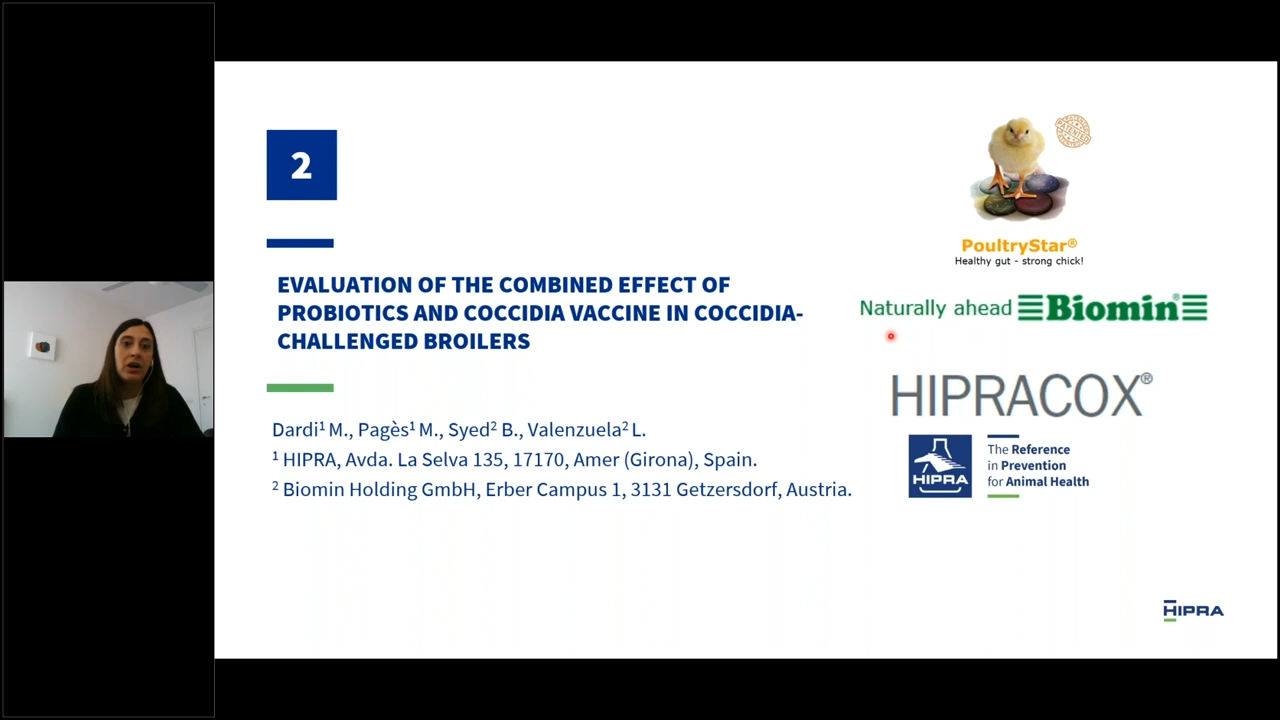 2
EVALUATION OF THE COMBINED EFFECT OF
PROBIOTICS AND COCCIDIA VACCINE IN COCCIDIA-
CHALLENGED BROILERS
Dardi¹ M., Pagès¹ M., Syed² B., Valenzuela² L.
¹ HIPRA, Avda. La Selva 135, 17170, Amer (Girona), Spain.
² Biomin Holding GmbH, Erber Campus 1, 3131 Getzersdorf, Austria.
PATENTED
PoultryStar®
Healthy gut - strong chick!
Naturally ahead Biomin®
HIPRACOX®
HIPRA
The Reference
in Prevention
for Animal Health
HIPRA